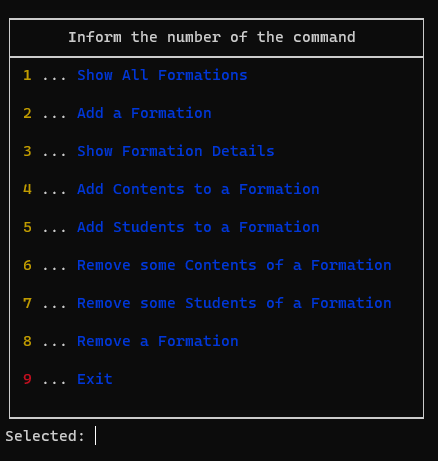 Inform the number of the command
1 ... Show All Formations
2 ... Add a Formation
3 ... Show Formation Details
4 ... Add Contents to a Formation
5 ... Add Students to a Formation
6 ... Remove some Contents of a Formation
7 ... Remove some Students of a Formation
8 ... Remove a Formation
9 ... Exit
Selected: